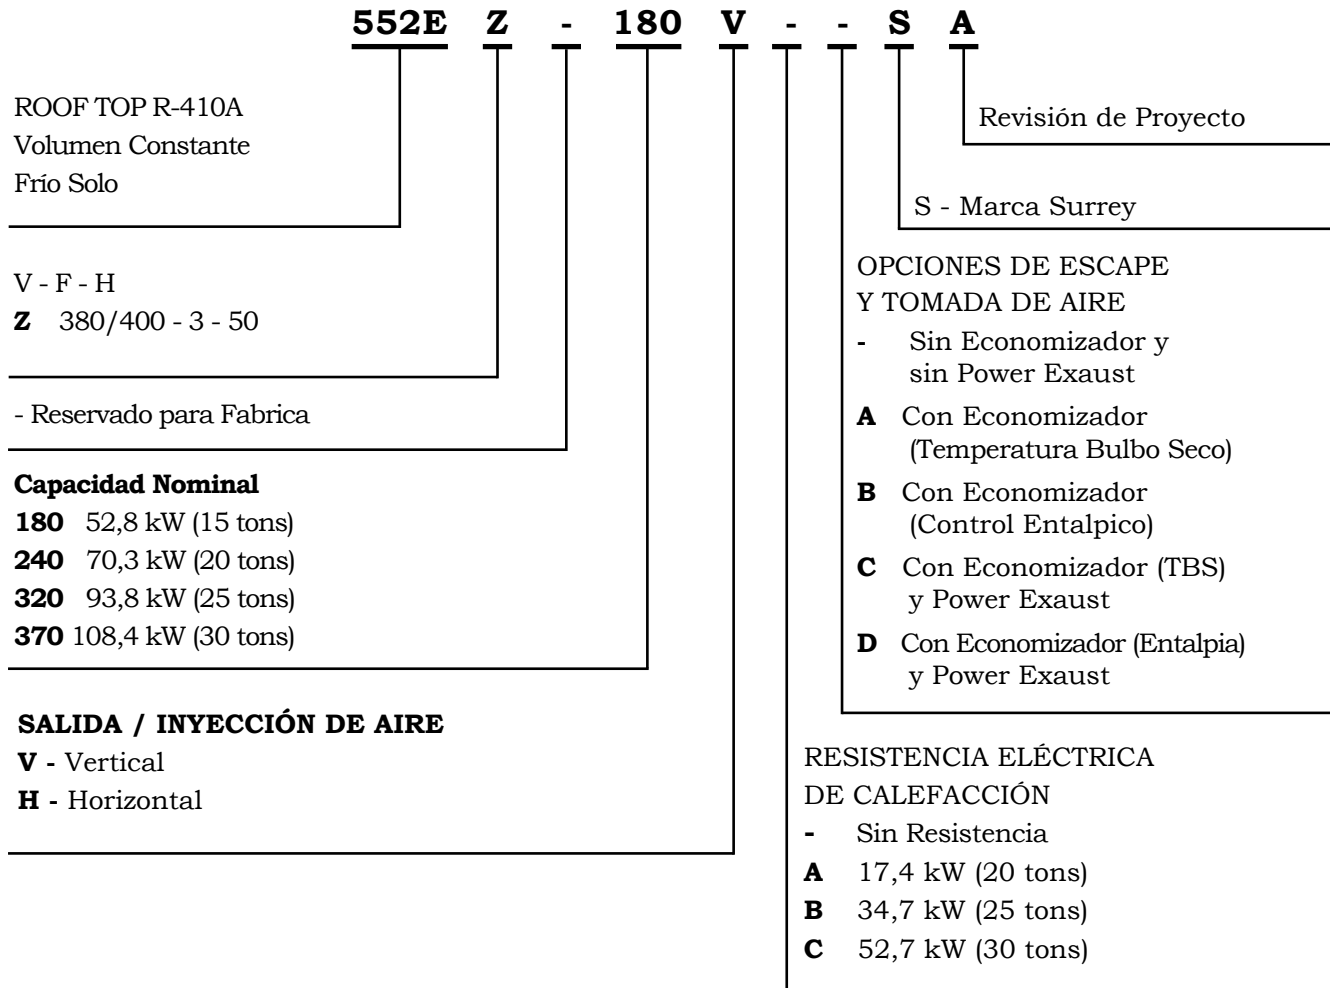 552E Z - 180 V - - S A
ROOF TOP R-410A
Volumen Constante
Frío Solo
V - F - H
Z 380/400 - 3 - 50
- Reservado para Fabrica
Capacidad Nominal
180 52,8 kW (15 tons)
240 70,3 kW (20 tons)
320 93,8 kW (25 tons)
370 108,4 kW (30 tons)
SALIDA / INYECCIÓN DE AIRE
V - Vertical
H - Horizontal
Revisión de Proyecto
S - Marca Surrey
OPCIONES DE ESCAPE
Y TOMADA DE AIRE
- Sin Economizador y
sin Power Exaust
A Con Economizador
(Temperatura Bulbo Seco)
B Con Economizador
(Control Entalpico)
C Con Economizador (TBS)
y Power Exaust
D Con Economizador (Entalpia)
y Power Exaust
RESISTENCIA ELÉCTRICA
DE CALEFACCIÓN
- Sin Resistencia
A 17,4 kW (20 tons)
B 34,7 kW (25 tons)
C 52,7 kW (30 tons)